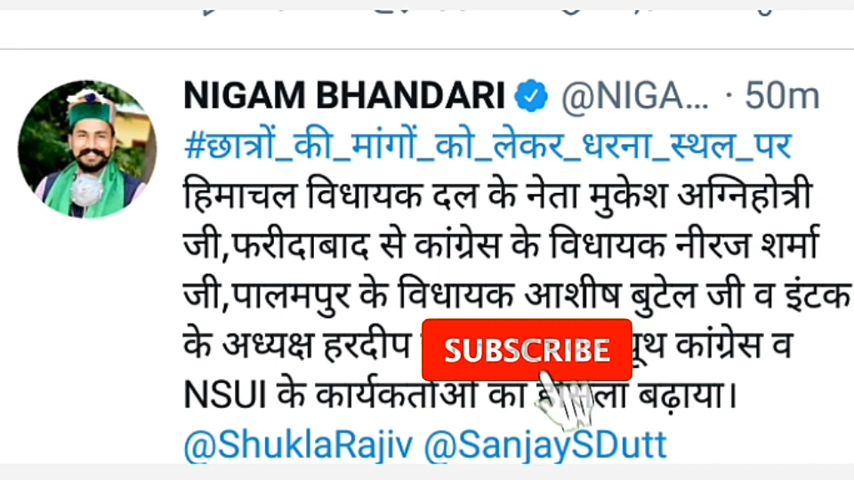 NIGAM BHANDARI @NIGA... · 50m
#छात्रों_की_मांगों_को_लेकर_धरना_स्थल_पर
हिमाचल विधायक दल के नेता मुकेश अग्निहोत्री
जी,फरीदाबाद से कांग्रेस के विधायक नीरज शर्मा
जी,पालमपुर के विधायक आशीष बुटेल जी व इंटक
के अध्यक्ष हरदीप कांग्रेस व
SUBSCRIBE
NSUI के कार्यकर्ताओं का बढ़ाया।
@ShuklaRajiv @SanjaySDutt